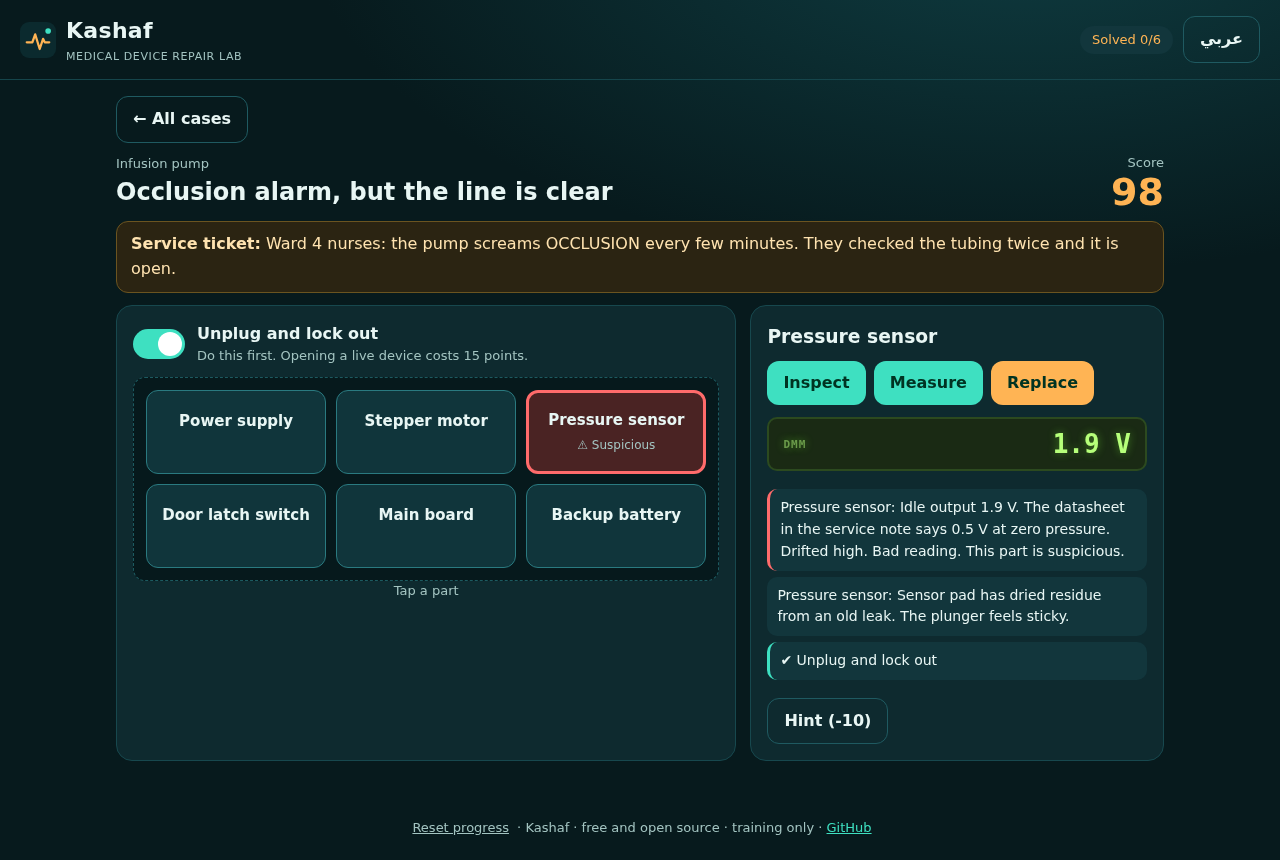 Kashaf
MEDICAL DEVICE REPAIR LAB
Solved 0/6
عربي
← All cases
Infusion pump
Occlusion alarm, but the line is clear
Score
98
Service ticket: Ward 4 nurses: the pump screams OCCLUSION every few minutes. They checked the tubing twice and it is
open.
Unplug and lock out
Do this first. Opening a live device costs 15 points.
Power supply
Stepper motor
Pressure sensor
⚠ Suspicious
Door latch switch
Main board
Backup battery
Tap a part
Pressure sensor
Inspect
Measure
Replace
DMM
1.9 V
Pressure sensor: Idle output 1.9 V. The datasheet
in the service note says 0.5 V at zero pressure.
Drifted high. Bad reading. This part is suspicious.
Pressure sensor: Sensor pad has dried residue
from an old leak. The plunger feels sticky.
✔ Unplug and lock out
Hint (-10)
Reset progress · Kashaf · free and open source · training only · GitHub